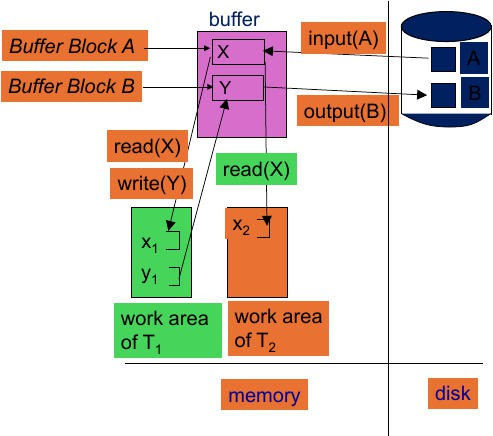 buffer
Buffer Block A
X
input(A)
A
Buffer Block B
Y
B
output(B)
read(X)
write(Y)
read(X)
x1
x2
y1
work area
of T1
work area
of T2
memory
disk